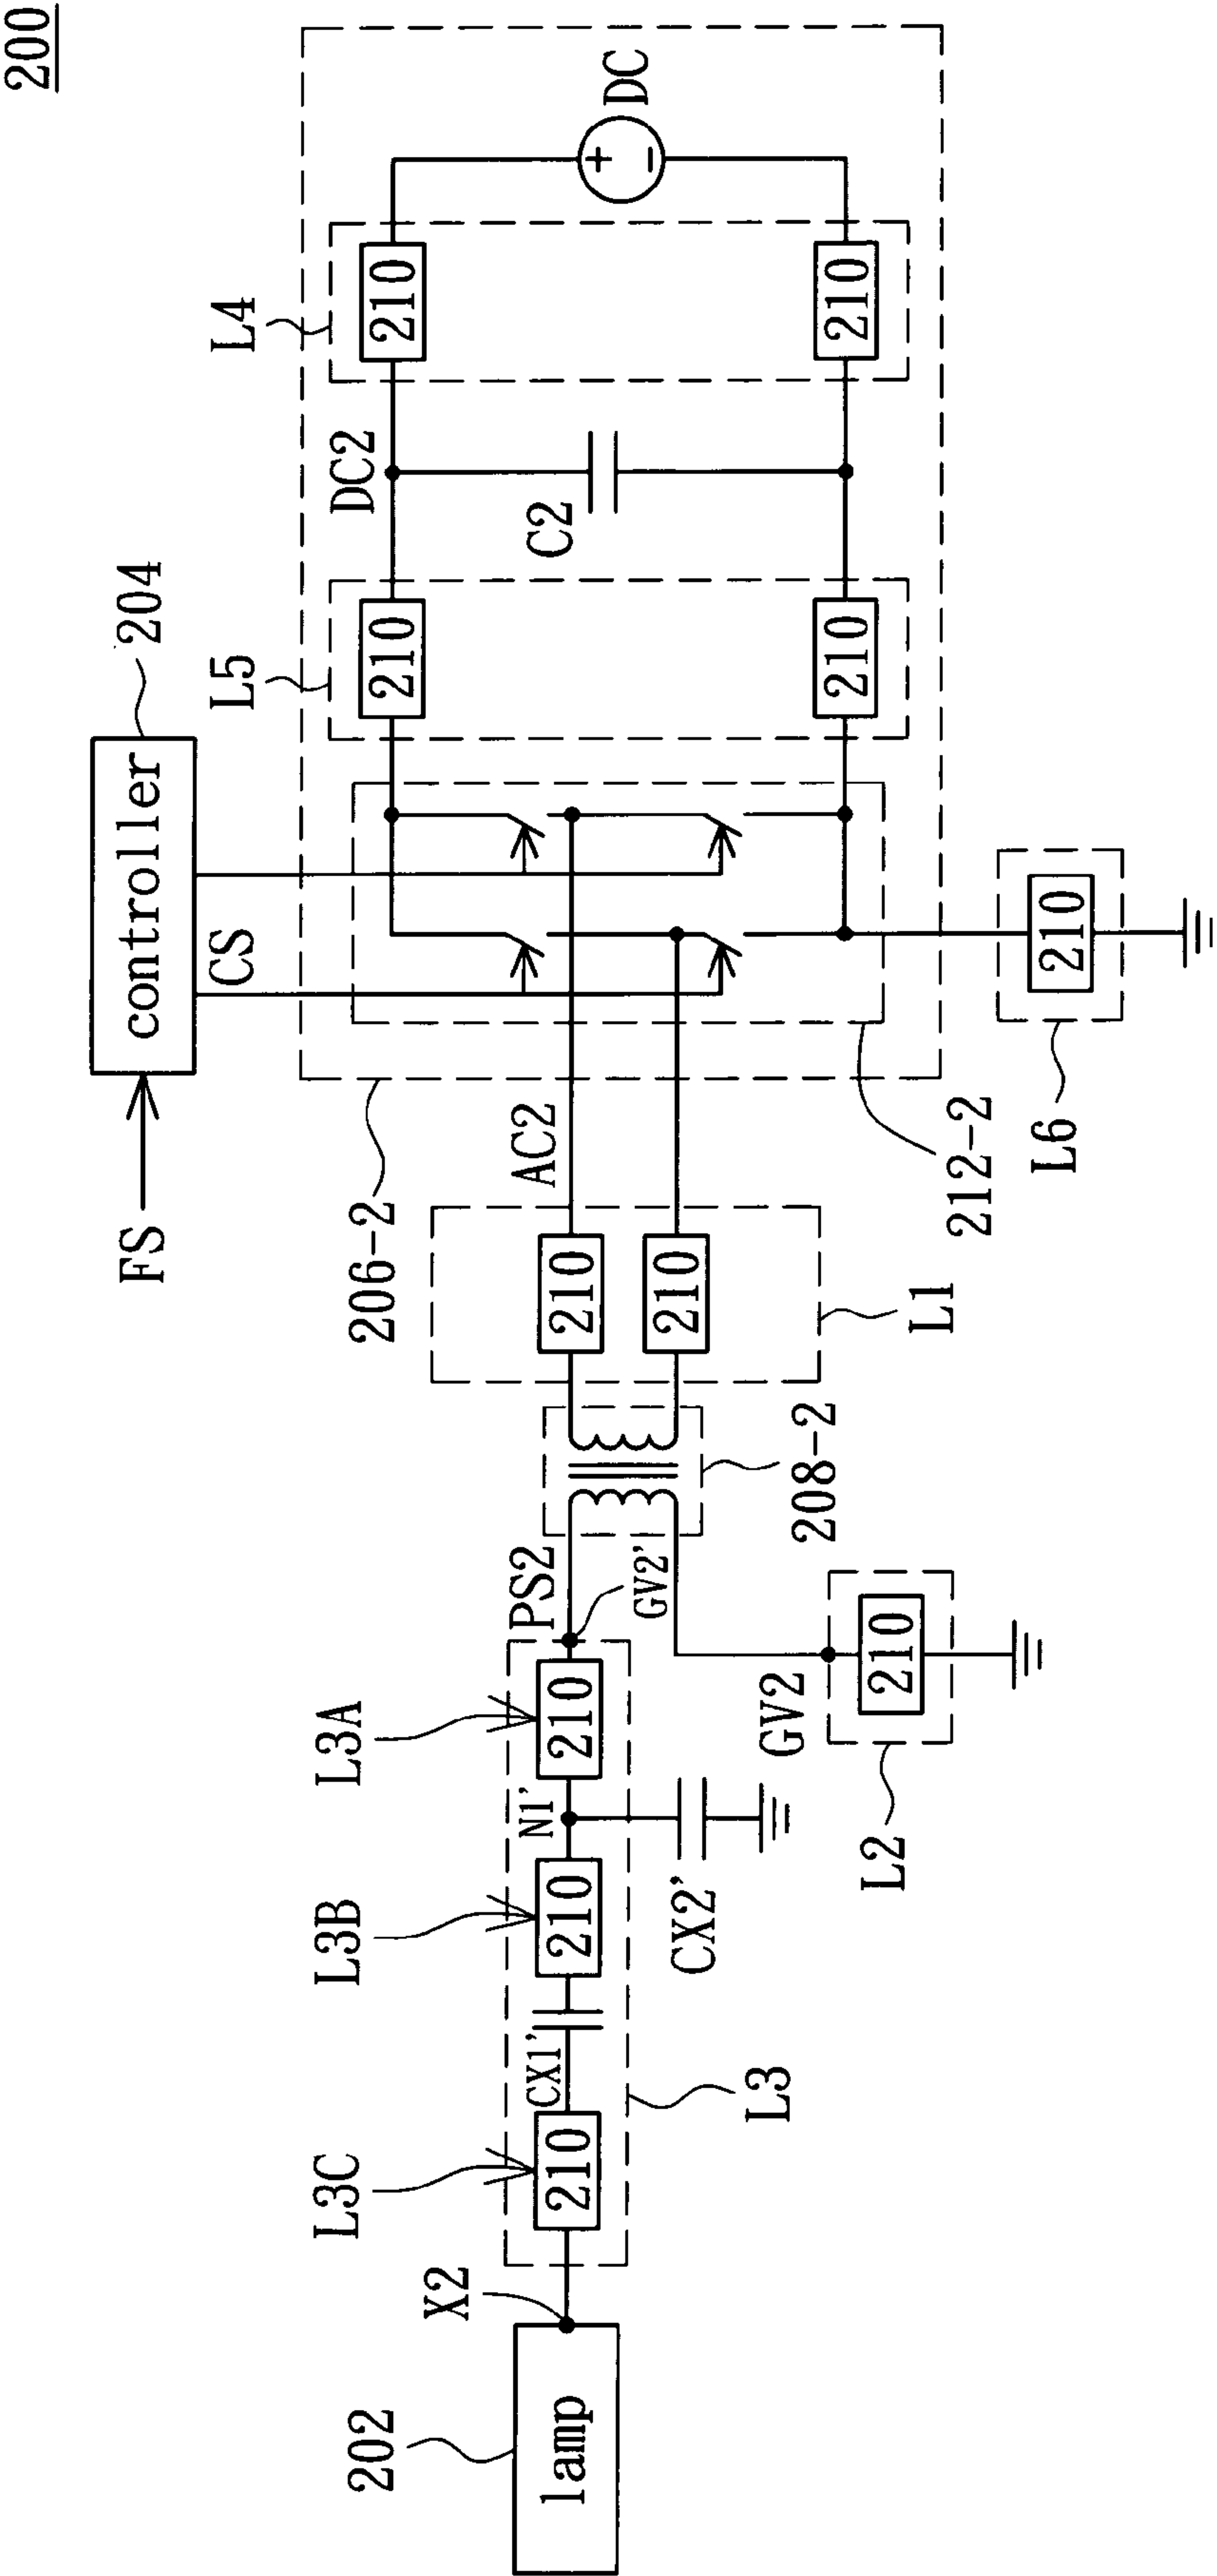 200
DC
L4
210
210
DC2
C2
204
L5
210
210
controller
CS
FS
210
L6
212-2
206-2
AC2
210
210
L1
208-2
PS2
GV2'
GV2
210
L2
L3A
210
N1'
L3B
210
CX2'
CX1'
L3C
210
L3
X2
202
lamp